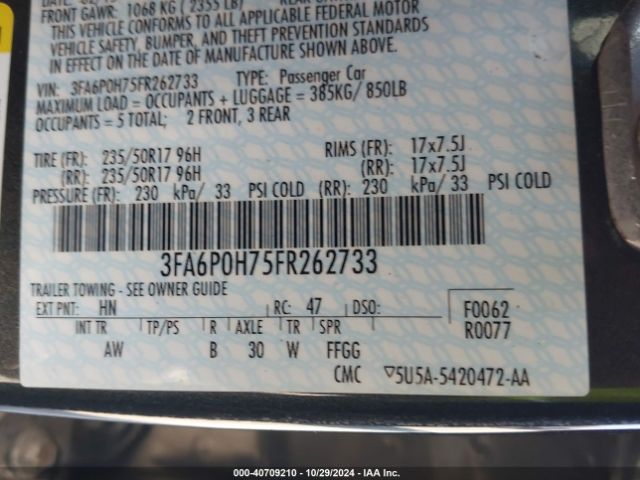 FRONT GAWR: 1068 KG ( 2355 LB)
THIS VEHICLE CONFORMS TO ALL APPLICABLE FEDERAL MOTOR
VEHICLE SAFETY, BUMPER, AND THEFT PREVENTION STANDARDS
IN EFFECT ON THE DATE OF MANUFACTURE SHOWN ABOVE.
VIN: 3FA6P0H75FR262733 TYPE: Passenger Car
MAXIMUM LOAD = OCCUPANTS + LUGGAGE = 385KG/ 850LB
OCCUPANTS = 5 TOTAL; 2 FRONT, 3 REAR
TIRE (FR): 235/50R17 96H RIMS (FR): 17x7.5J
(RR): 235/50R17 96H (RR): 17x7.5J
PRESSURE (FR): 230 kPa/ 33 PSI COLD (RR): 230 kPa/ 33 PSI COLD
3FA6P0H75FR262733
TRAILER TOWING - SEE OWNER GUIDE
EXT PNT: HN RC: 47 DSO: F0062
INT TR TP/PS R AXLE TR SPR R0077
AW B 30 W FFGG
CMC ▽5U5A-5420472-AA
000-40709210 - 10/29/2024 - IAA Inc.